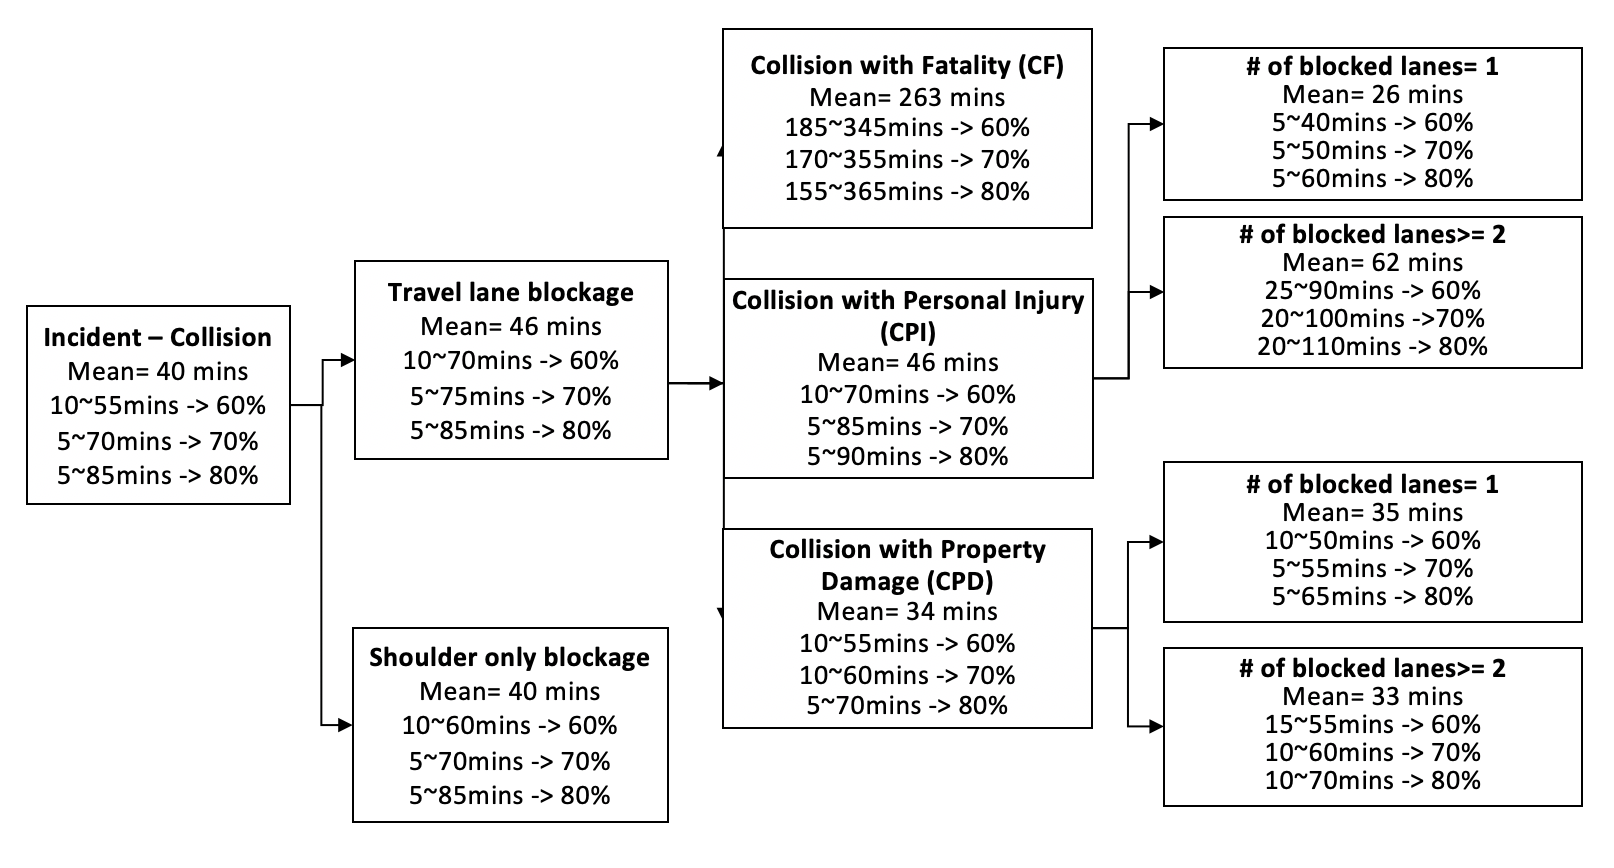 Incident – Collision
Mean= 40 mins
10~55mins -> 60%
5~70mins -> 70%
5~85mins -> 80%
Travel lane blockage
Mean= 46 mins
10~70mins -> 60%
5~75mins -> 70%
5~85mins -> 80%
Shoulder only blockage
Mean= 40 mins
10~60mins -> 60%
5~70mins -> 70%
5~85mins -> 80%
Collision with Fatality (CF)
Mean= 263 mins
185~345mins -> 60%
170~355mins -> 70%
155~365mins -> 80%
Collision with Personal Injury
(CPI)
Mean= 46 mins
10~70mins -> 60%
5~85mins -> 70%
5~90mins -> 80%
Collision with Property
Damage (CPD)
Mean= 34 mins
10~55mins -> 60%
10~60mins -> 70%
5~70mins -> 80%
# of blocked lanes= 1
Mean= 26 mins
5~40mins -> 60%
5~50mins -> 70%
5~60mins -> 80%
# of blocked lanes>= 2
Mean= 62 mins
25~90mins -> 60%
20~100mins ->70%
20~110mins -> 80%
# of blocked lanes= 1
Mean= 35 mins
10~50mins -> 60%
5~55mins -> 70%
5~65mins -> 80%
# of blocked lanes>= 2
Mean= 33 mins
15~55mins -> 60%
10~60mins -> 70%
10~70mins -> 80%